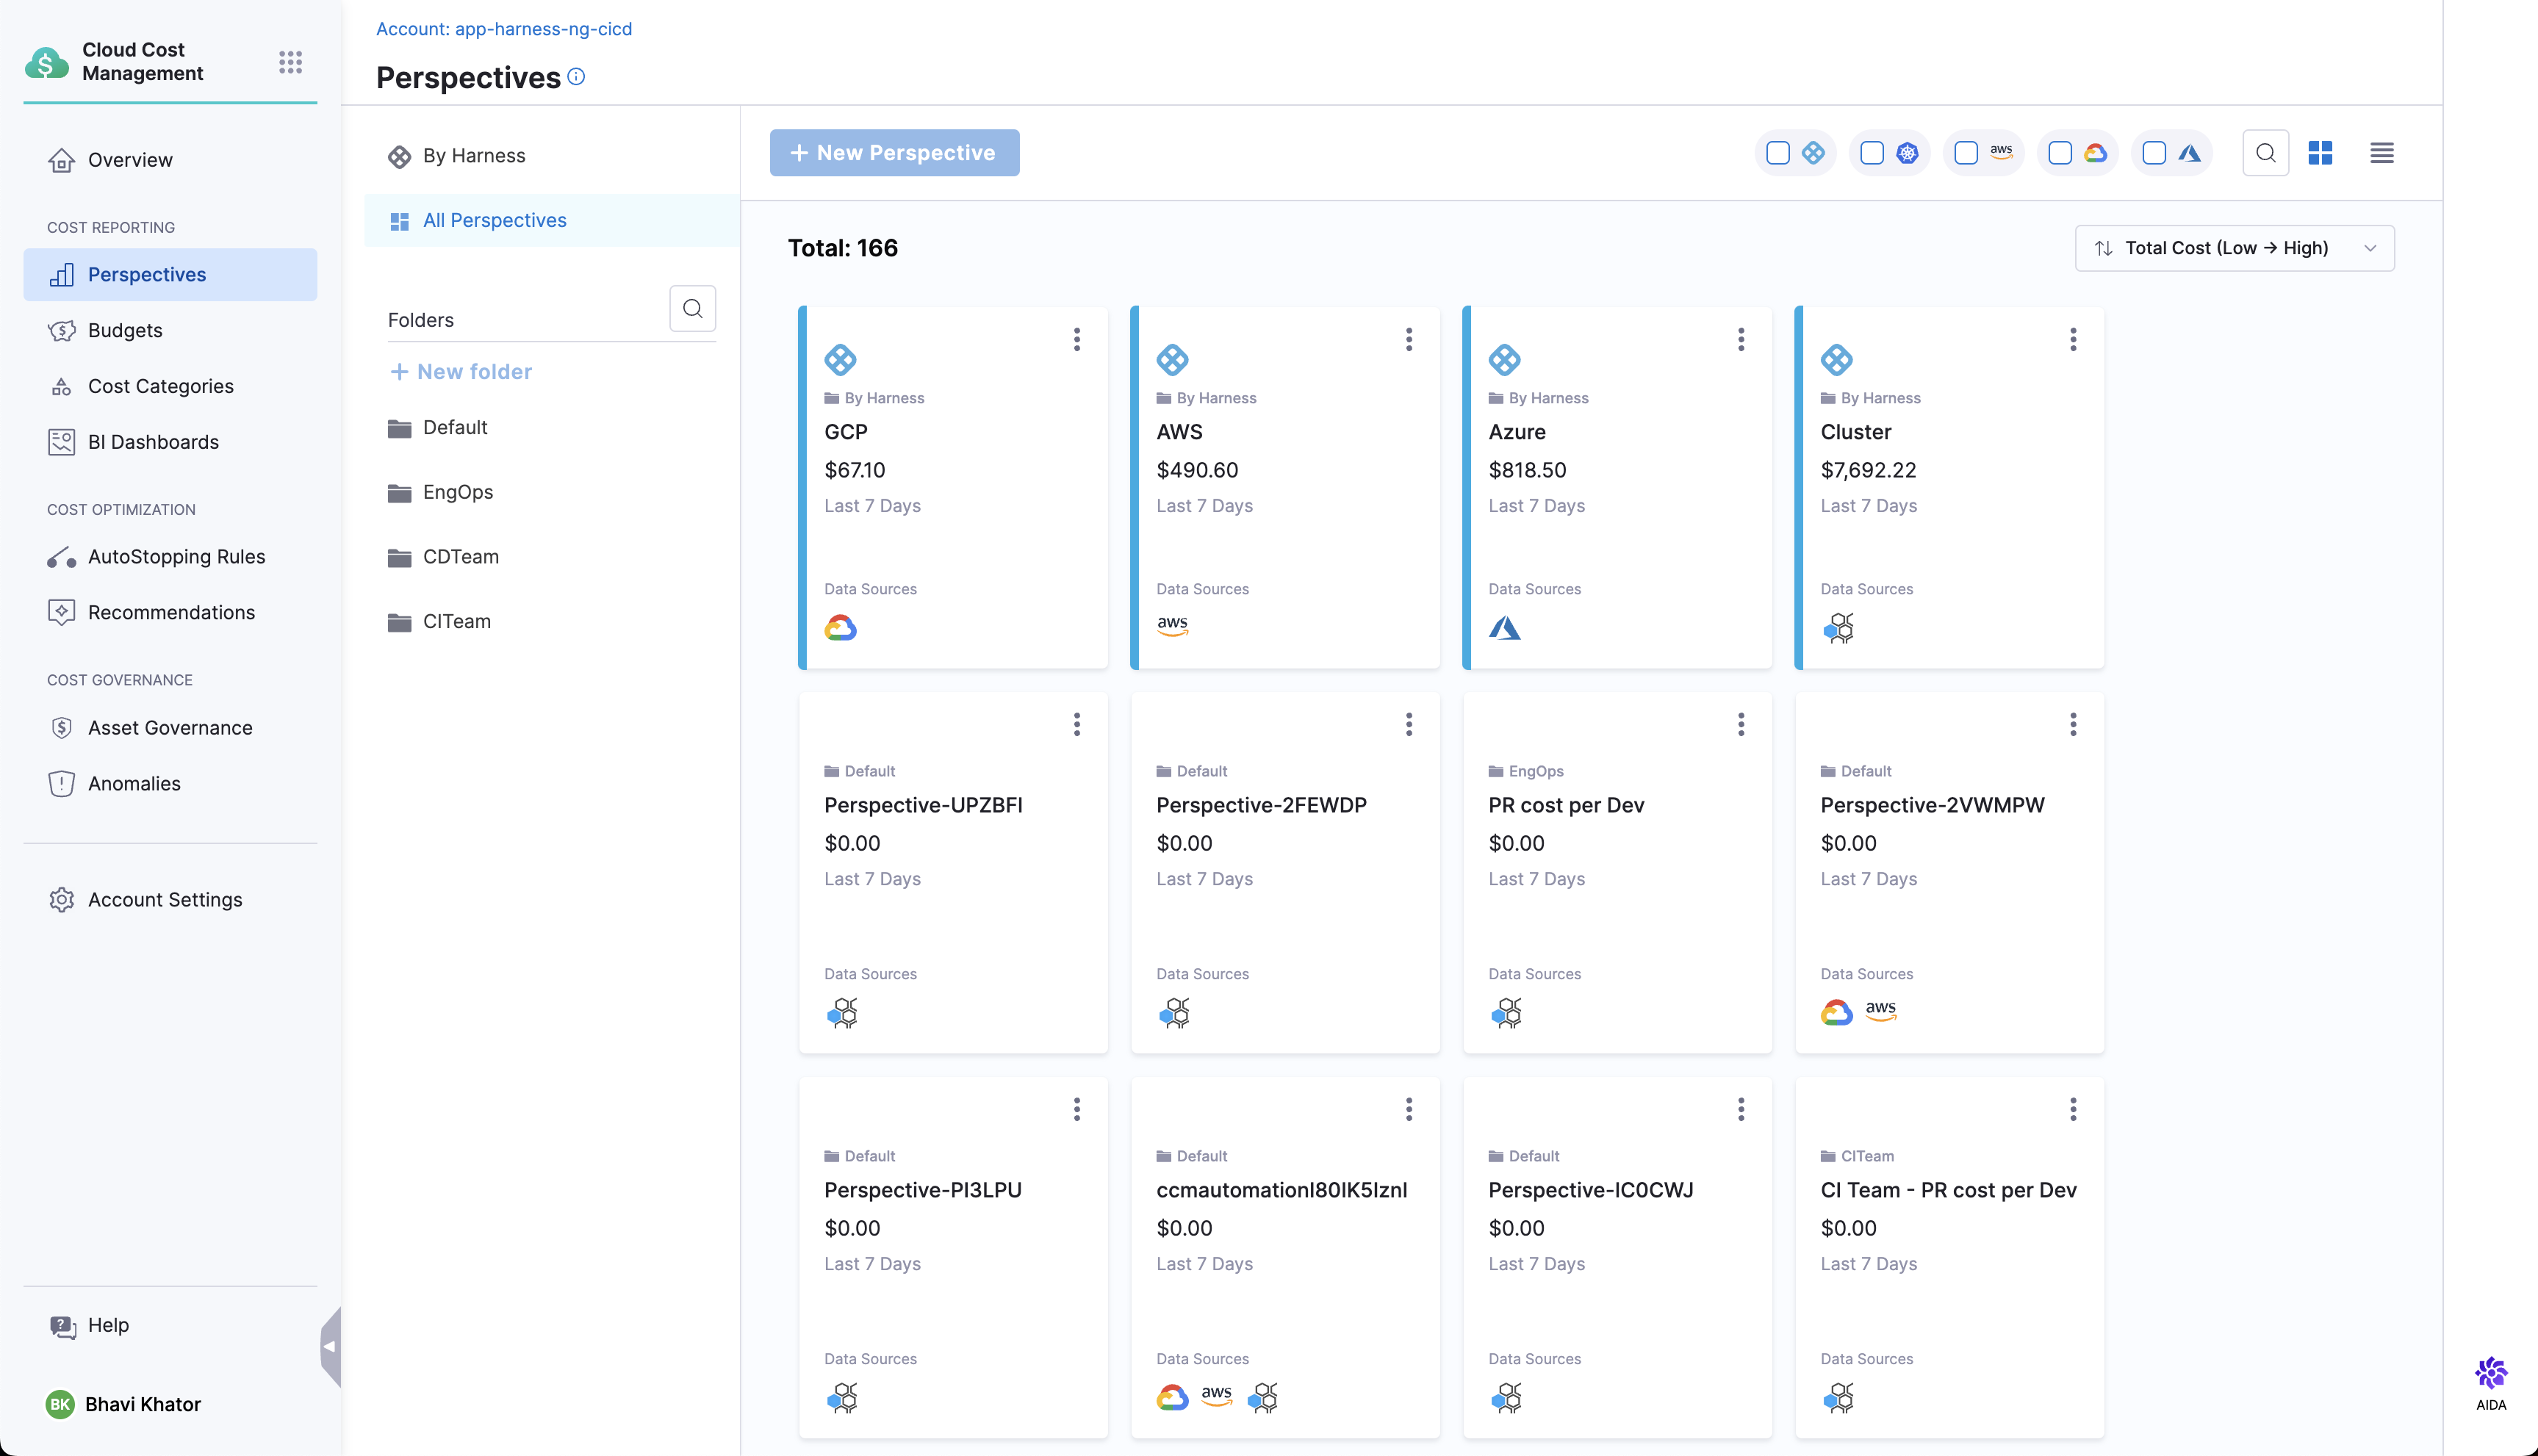 Cloud Cost
Management
Overview
COST REPORTING
Perspectives
Budgets
Cost Categories
BI Dashboards
COST OPTIMIZATION
AutoStopping Rules
Recommendations
COST GOVERNANCE
Asset Governance
Anomalies
Account Settings
Help
BK Bhavi Khator
Account: app-harness-ng-cicd
Perspectives
By Harness
All Perspectives
Folders
+ New folder
Default
EngOps
CDTeam
CITeam
+ New Perspective
aws
Total: 166
Total Cost (Low → High)
By Harness
GCP
$67.10
Last 7 Days
Data Sources
By Harness
AWS
$490.60
Last 7 Days
Data Sources
aws
By Harness
Azure
$818.50
Last 7 Days
Data Sources
By Harness
Cluster
$7,692.22
Last 7 Days
Data Sources
Default
Perspective-UPZBFI
$0.00
Last 7 Days
Data Sources
Default
Perspective-2FEWDP
$0.00
Last 7 Days
Data Sources
EngOps
PR cost per Dev
$0.00
Last 7 Days
Data Sources
Default
Perspective-2VWMPW
$0.00
Last 7 Days
Data Sources
aws
Default
Perspective-PI3LPU
$0.00
Last 7 Days
Data Sources
Default
$0.00
Last 7 Days
Data Sources
aws
Default
Perspective-IC0CWJ
$0.00
Last 7 Days
Data Sources
CITeam
CI Team - PR cost per Dev
$0.00
Last 7 Days
Data Sources
AIDA